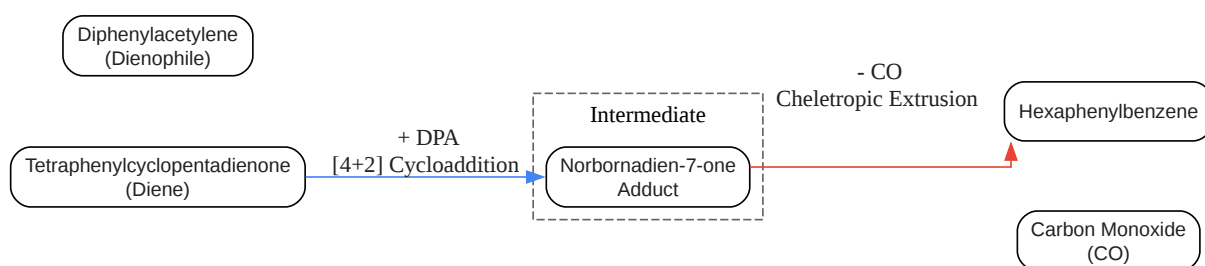 Diphenylacetylene
(Dienophile)
Tetraphenylcyclopentadienone
(Diene)
+ DPA
[4+2] Cycloaddition
Intermediate
Norbornadien-7-one
Adduct
- CO
Cheletropic Extrusion
Hexaphenylbenzene
Carbon Monoxide
(CO)